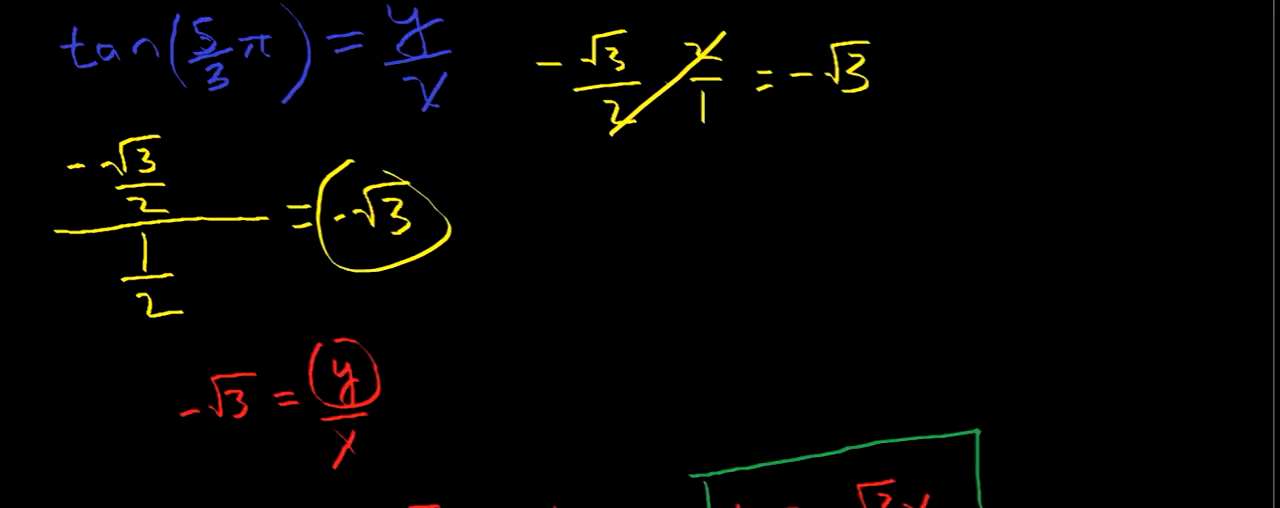 tan(5/3 π) = y/x
-√3/2 2/1 = -√3
(-√3/2)/(1/2) = -√3
-√3 = y/x